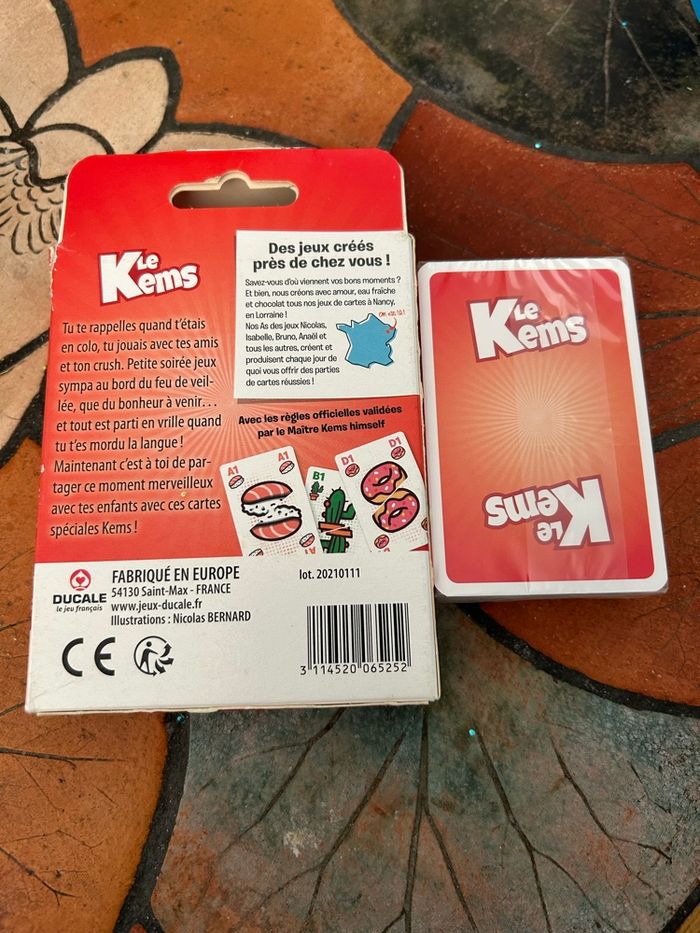 Le
Kems
Des jeux créés
près de chez vous !
Savez-vous d'où viennent vos bons moments ?
Et bien, nous créons avec amour, eau fraîche
et chocolat tous nos jeux de cartes à Nancy,
en Lorraine !
on est là !
Nos As des jeux Nicolas,
Isabelle, Bruno, Anaël et
tous les autres, créent et
produisent chaque jour de
quoi vous offrir des parties
de cartes réussies !
Tu te rappelles quand t'étais
en colo, tu jouais avec tes amis
et ton crush. Petite soirée jeux
sympa au bord du feu de veil-
lée, que du bonheur à venir...
et tout est parti en vrille quand
tu t'es mordu la langue !
Maintenant c'est à toi de par-
tager ce moment merveilleux
avec tes enfants avec ces cartes
spéciales Kems !
Avec les règles officielles validées
par le Maître Kems himself
A1
A1
A1
B1
D1
D1
DUCALE
le jeu français
FABRIQUÉ EN EUROPE
54130 Saint-Max - FRANCE
www.jeux-ducale.fr
Illustrations : Nicolas BERNARD
lot. 20210111
CE
3 114520 065252
Le
Kems
Le
Kems